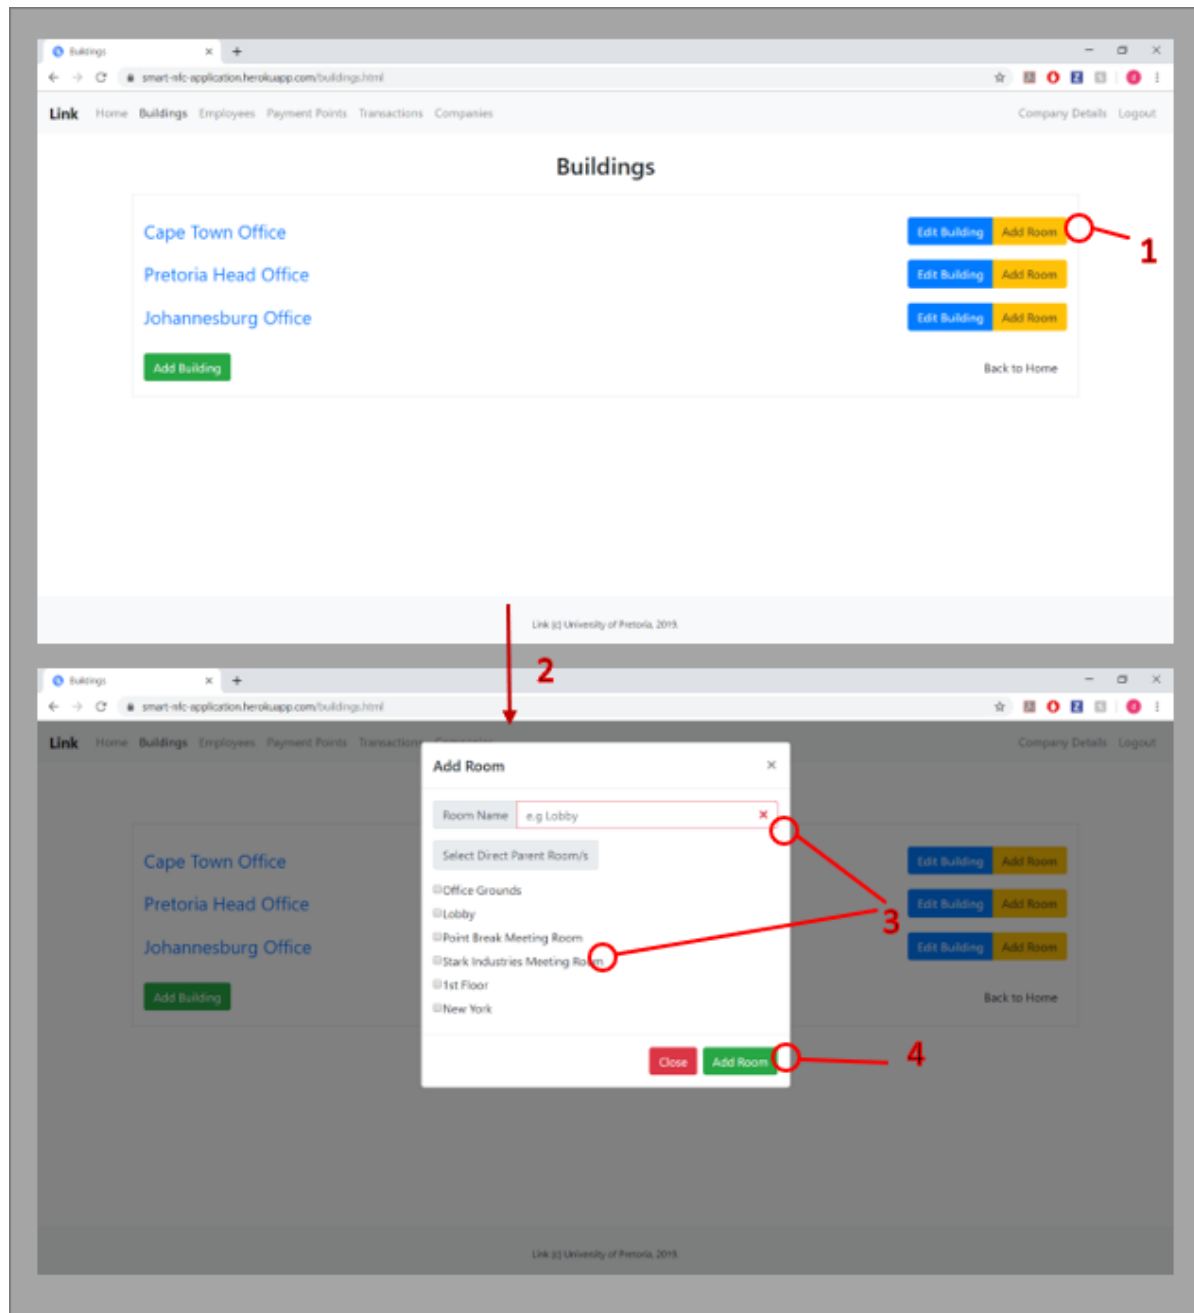 Buildings
smart-nfc-application.herokuapp.com/buildings.html
Link Home Buildings Employees Payment Points Transactions Companies Company Details Logout
Buildings
Cape Town Office Edit Building Add Room
1
Pretoria Head Office Edit Building Add Room
Johannesburg Office Edit Building Add Room
Add Building Back to Home
Link (c) University of Pretoria, 2019.
2
Buildings
smart-nfc-application.herokuapp.com/buildings.html
Link Home Buildings Employees Payment Points Transactions Companies Company Details Logout
Add Room
Room Name e.g Lobby
Select Direct Parent Room/s
Cape Town Office Edit Building Add Room
Office Grounds
Pretoria Head Office Edit Building Add Room
Lobby
3
Point Break Meeting Room
Johannesburg Office Edit Building Add Room
Stark Industries Meeting Room
1st Floor
Add Building Back to Home
New York
Close Add Room
4
Link (c) University of Pretoria, 2019.